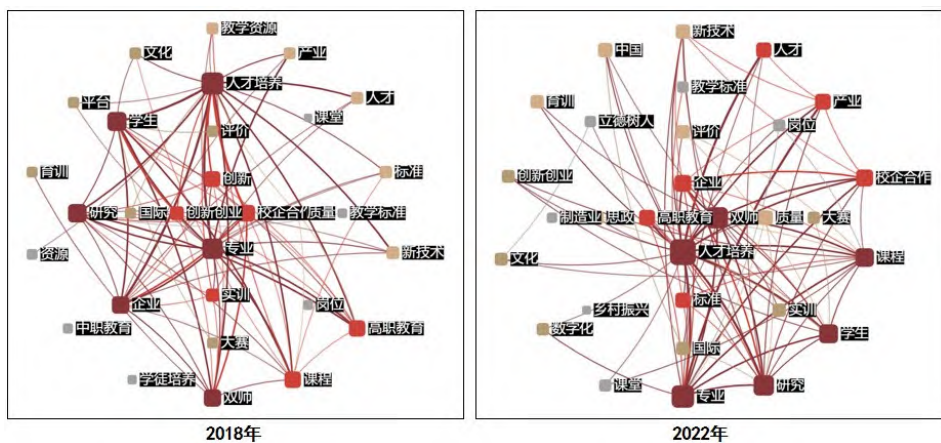 教学资源
文化
产业
人才培养
平台
人才
学生
课堂
评价
育训
创新
标准
研究
国际
创新创业
校企合作
质量
教学标准
资源
专业
新技术
企业
实训
岗位
中职教育
高职教育
大赛
学徒培养
课程
双师
2018年
新技术
中国
人才
教学标准
育训
产业
立德树人
评价
岗位
创新创业
企业
校企合作
制造业
思政
高职教育
双师
质量
大赛
文化
人才培养
课程
乡村振兴
标准
实训
数字化
学生
国际
课堂
专业
研究
2022年